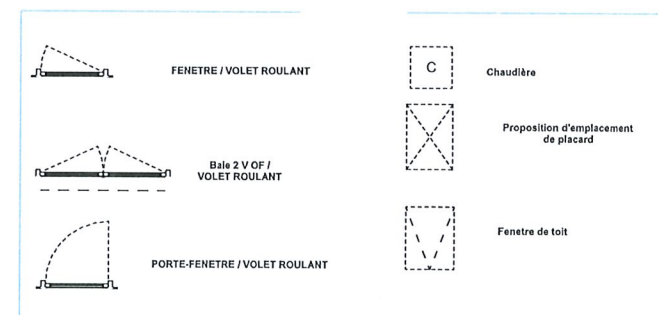 FENETRE / VOLET ROULANT
Baie 2 V OF /
VOLET ROULANT
PORTE-FENETRE / VOLET ROULANT
C
Chaudière
Proposition d'emplacement
de placard
Fenetre de toit